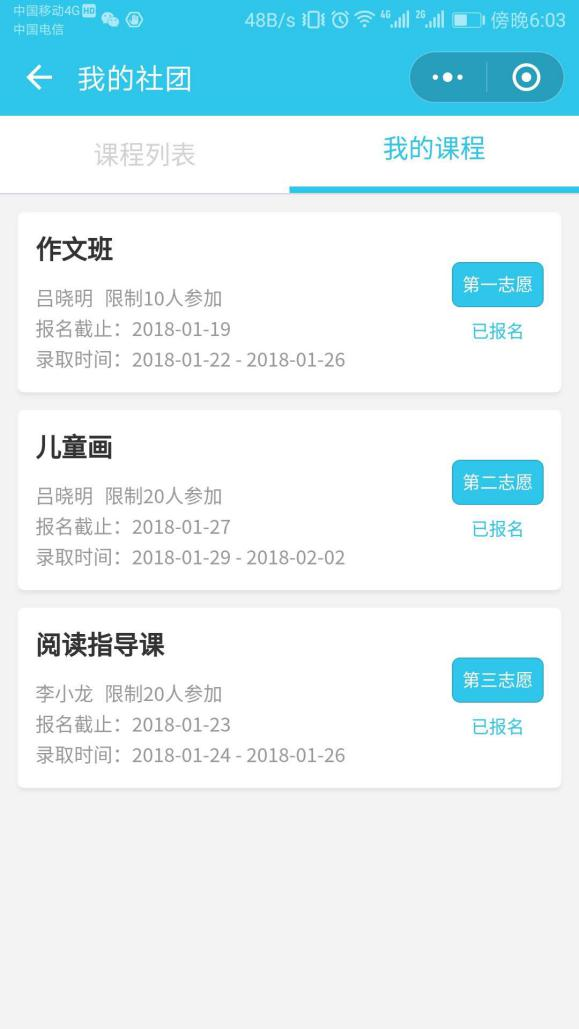 中国移动4G HD
中国电信
48B/s 4G 2G 傍晚6:03
我的社团
课程列表
我的课程
作文班
吕晓明 限制10人参加
报名截止：2018-01-19
录取时间：2018-01-22 - 2018-01-26
第一志愿
已报名
儿童画
吕晓明 限制20人参加
报名截止：2018-01-27
录取时间：2018-01-29 - 2018-02-02
第二志愿
已报名
阅读指导课
李小龙 限制20人参加
报名截止：2018-01-23
录取时间：2018-01-24 - 2018-01-26
第三志愿
已报名